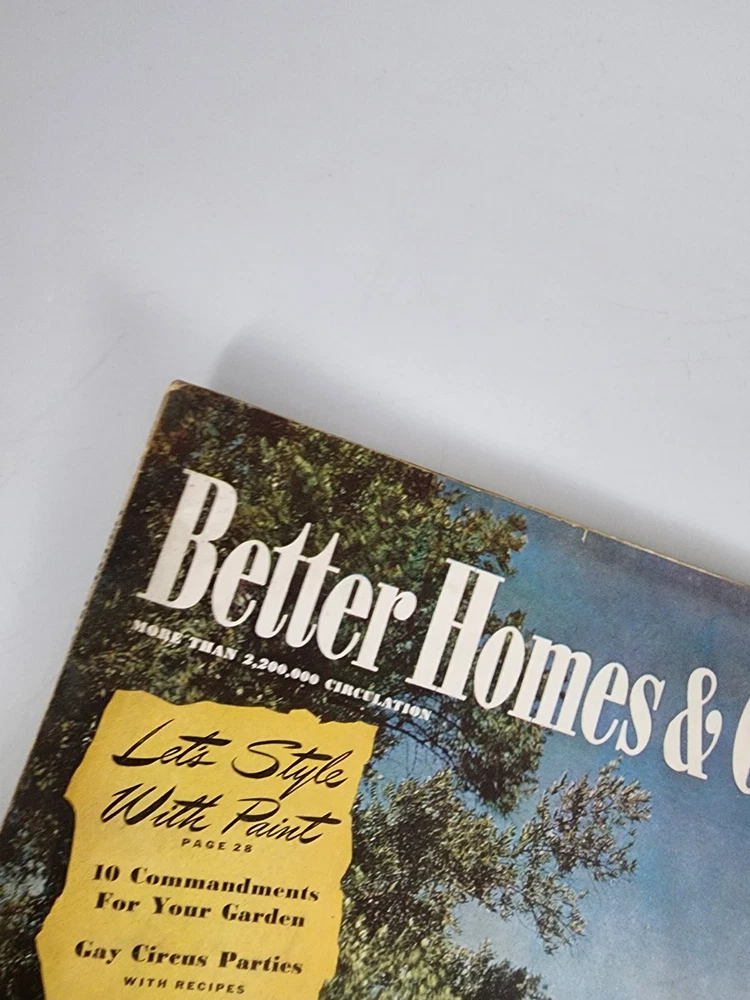 Better Homes & G
MORE THAN 2,200,000 CIRCULATION
Let's Style
With Paint
PAGE 28
10 Commandments
For Your Garden
Gay Circus Parties
WITH RECIPES